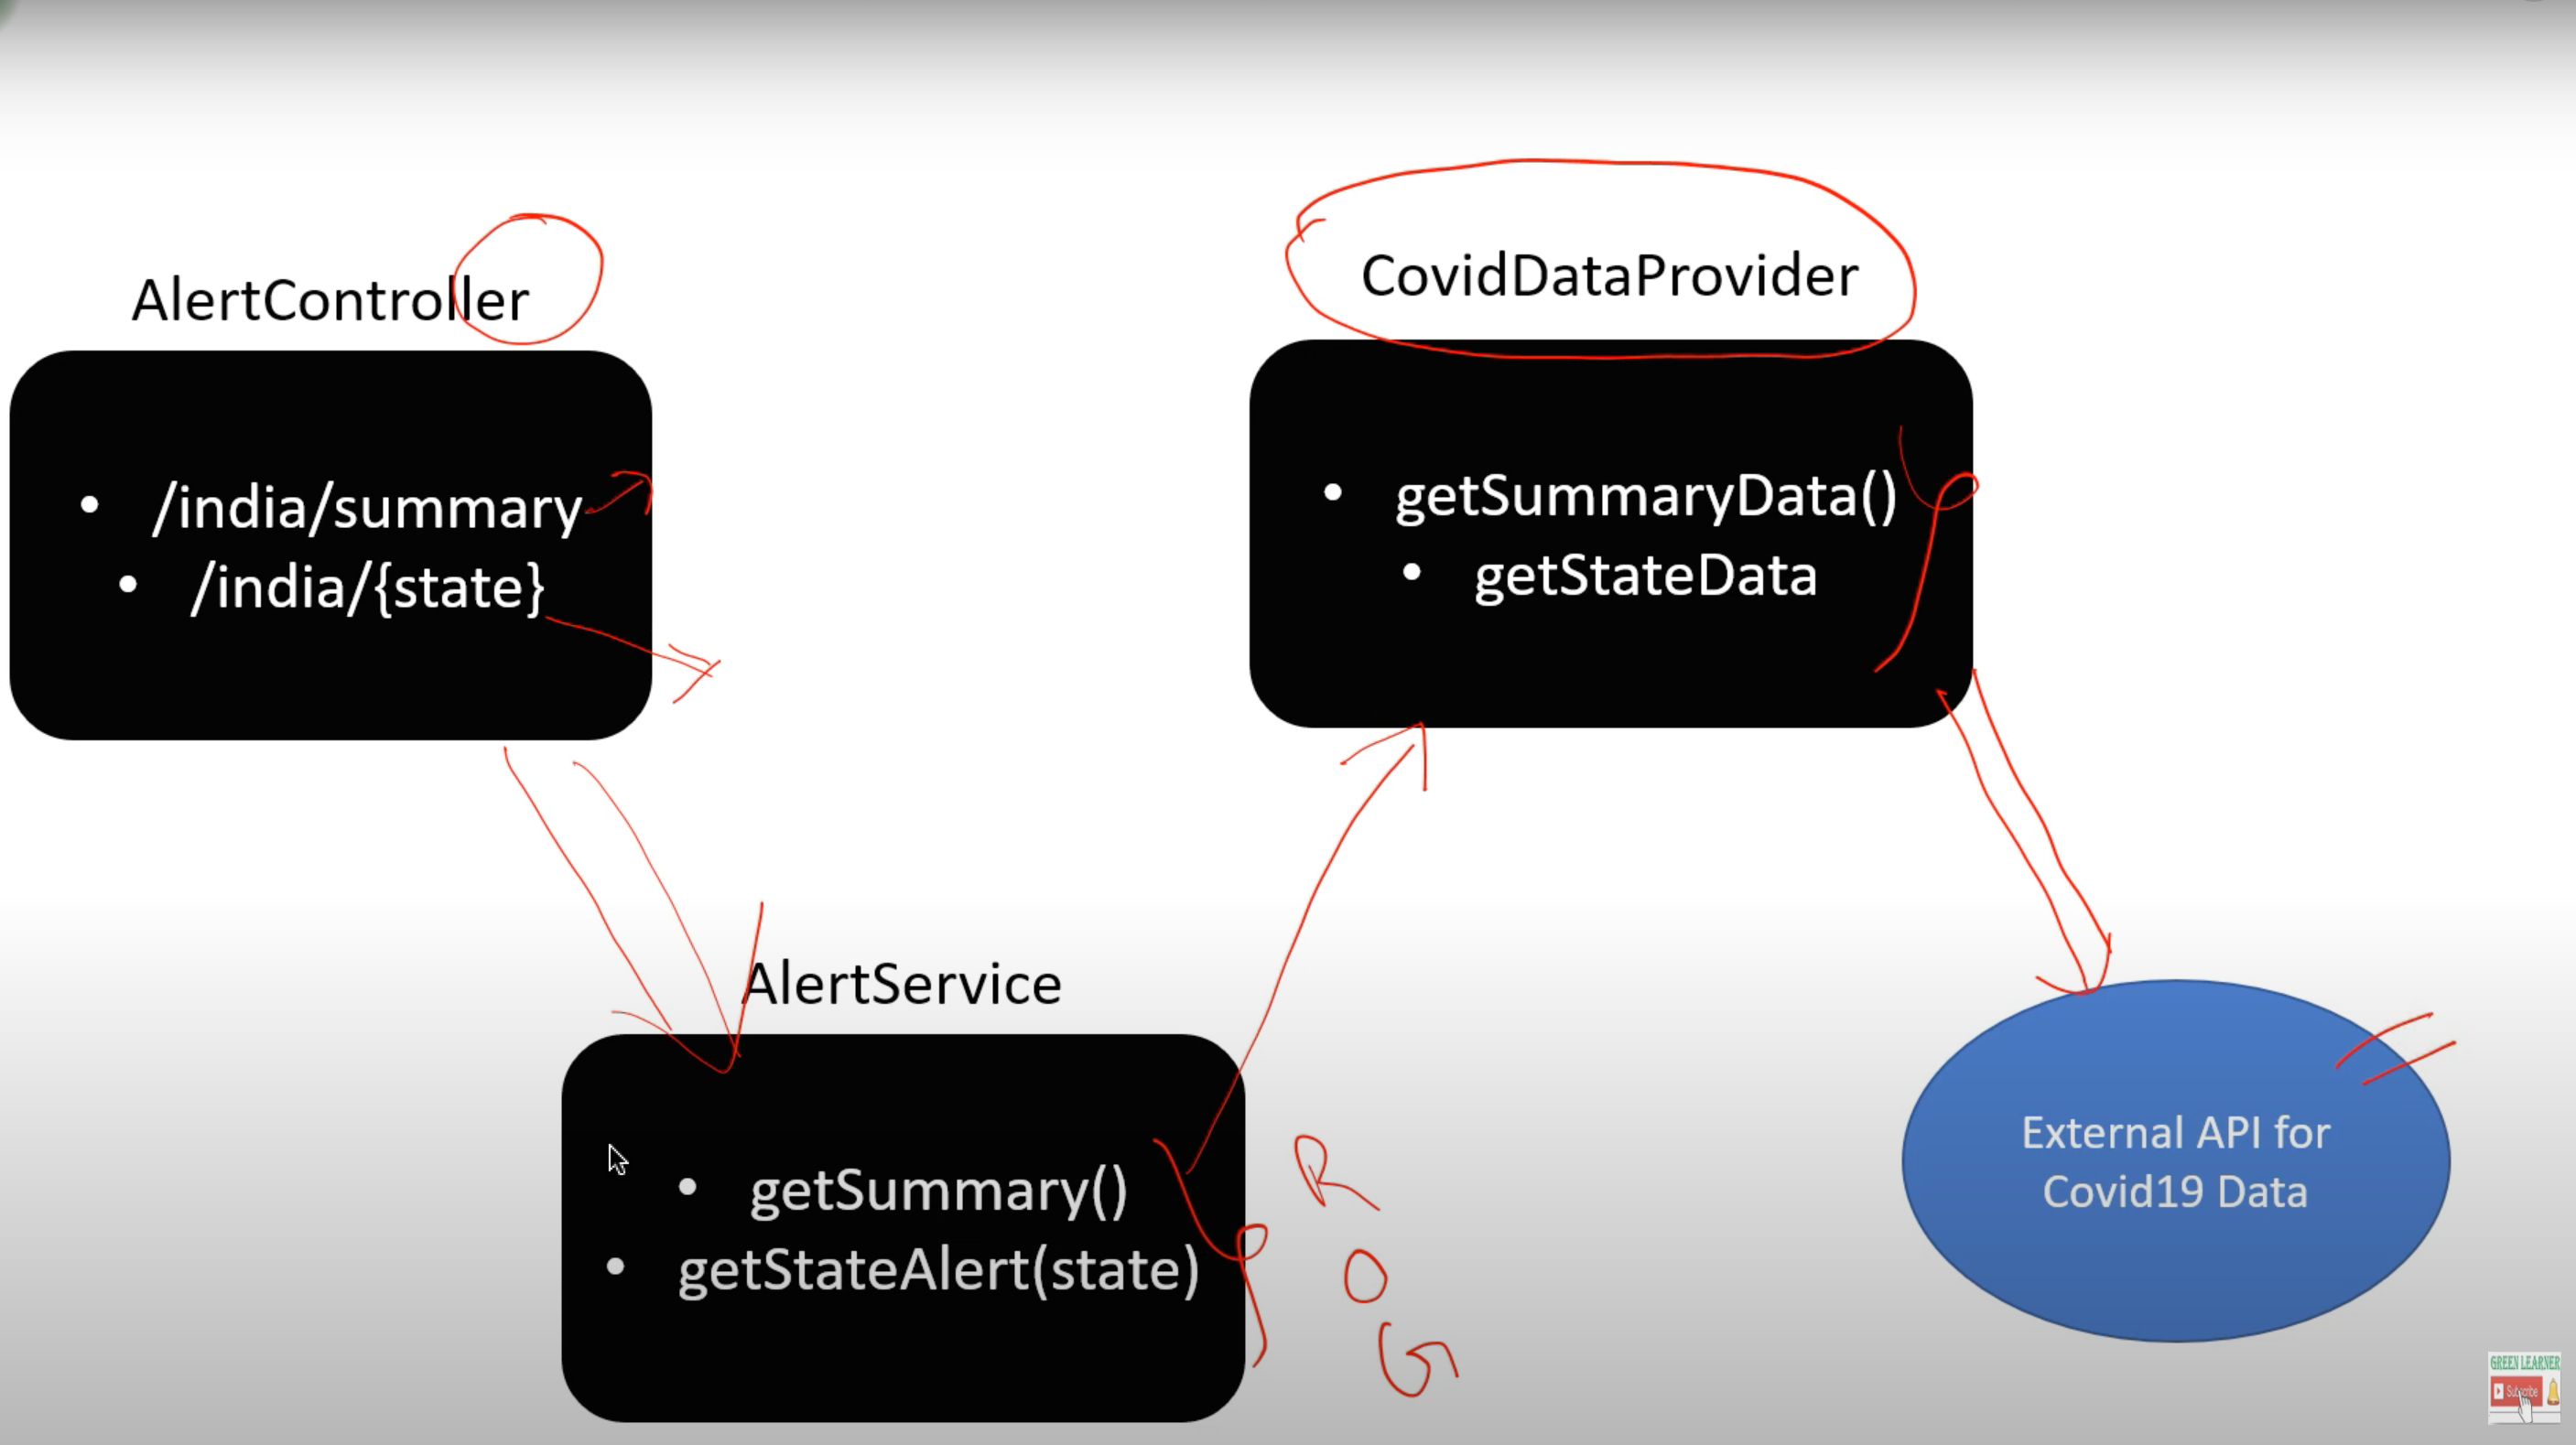 AlertController
• /india/summary
• /india/{state}
CovidDataProvider
• getSummaryData()
• getStateData
AlertService
• getSummary()
• getStateAlert(state)
R
O
G
External API for
Covid19 Data
GREEN LEARNER
Subscribe